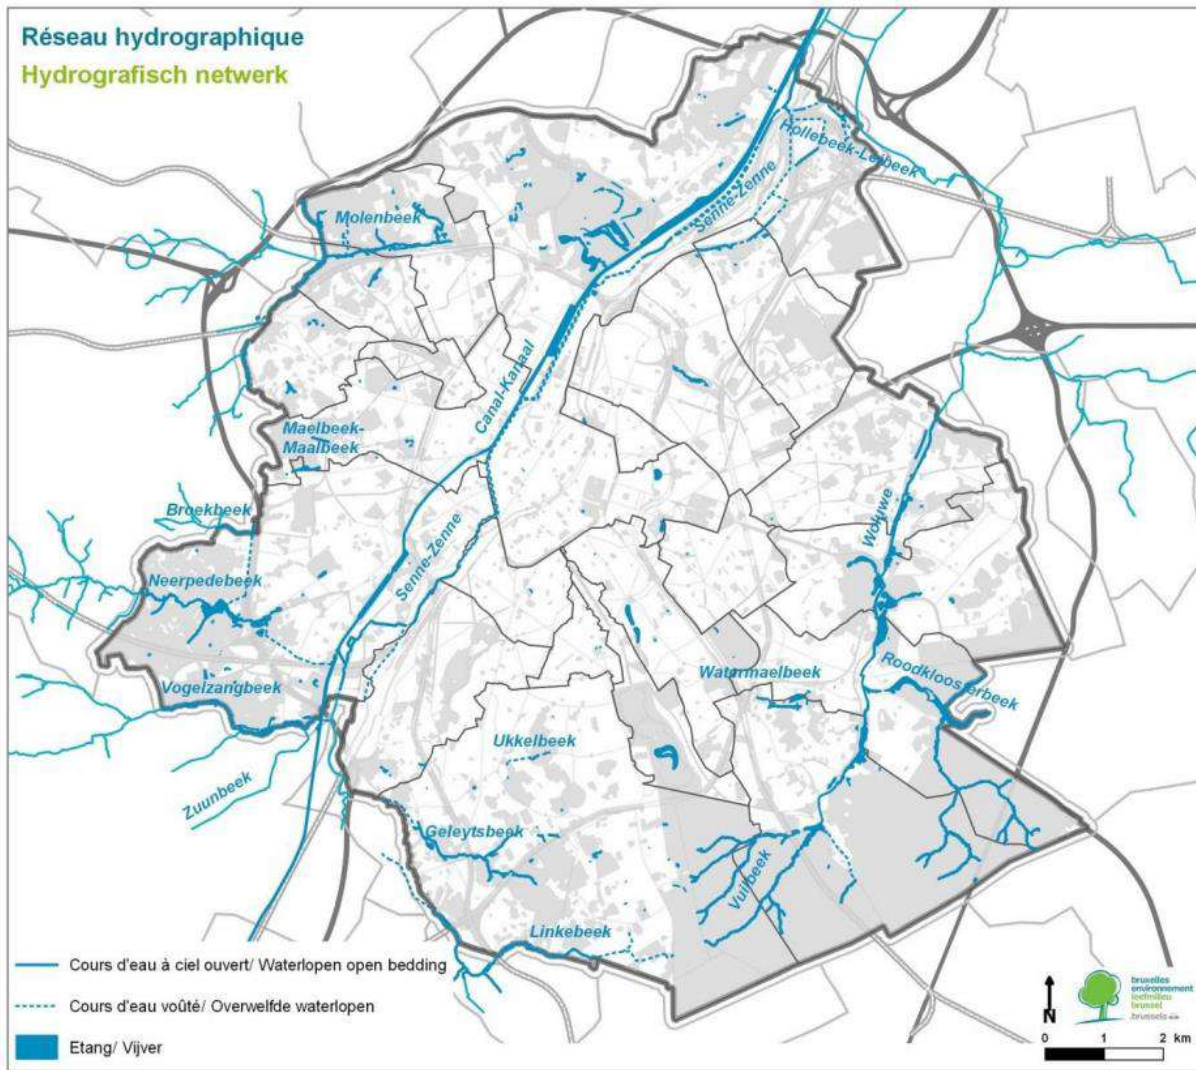 Réseau hydrographique
Hydrografisch netwerk
Hollebeek-Leibeek
Senne-Zenne
Molenbeek
Canal-Kanaal
Maelbeek-
Maalbeek
Broekbeek
Woluwe
Neerpedebeek
Senne-Zenne
Roodkloosterbeek
Watermaelbeek
Vogelzangbeek
Ukkelbeek
Zuunbeek
Geleytsbeek
Vuilbeek
Linkebeek
Cours d'eau à ciel ouvert/ Waterlopen open bedding
Cours d'eau voûté/ Overwelfde waterlopen
Etang/ Vijver
N
bruxelles
environnement
leefmilieu
brussel
.brussels
0 1 2 km